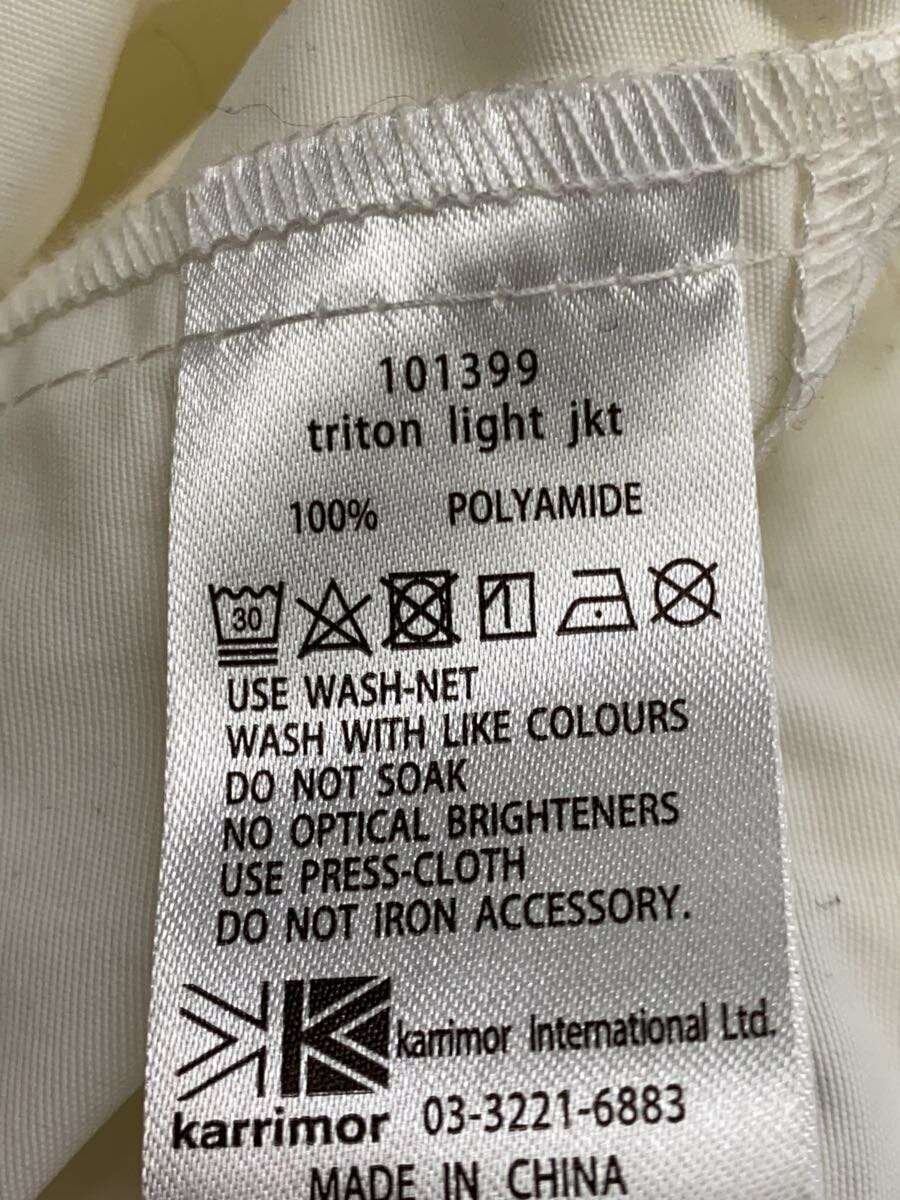 101399
triton light jkt
100% POLYAMIDE
30
USE WASH-NET
WASH WITH LIKE COLOURS
DO NOT SOAK
NO OPTICAL BRIGHTENERS
USE PRESS-CLOTH
DO NOT IRON ACCESSORY.
karrimor International Ltd.
karrimor 03-3221-6883
MADE IN CHINA